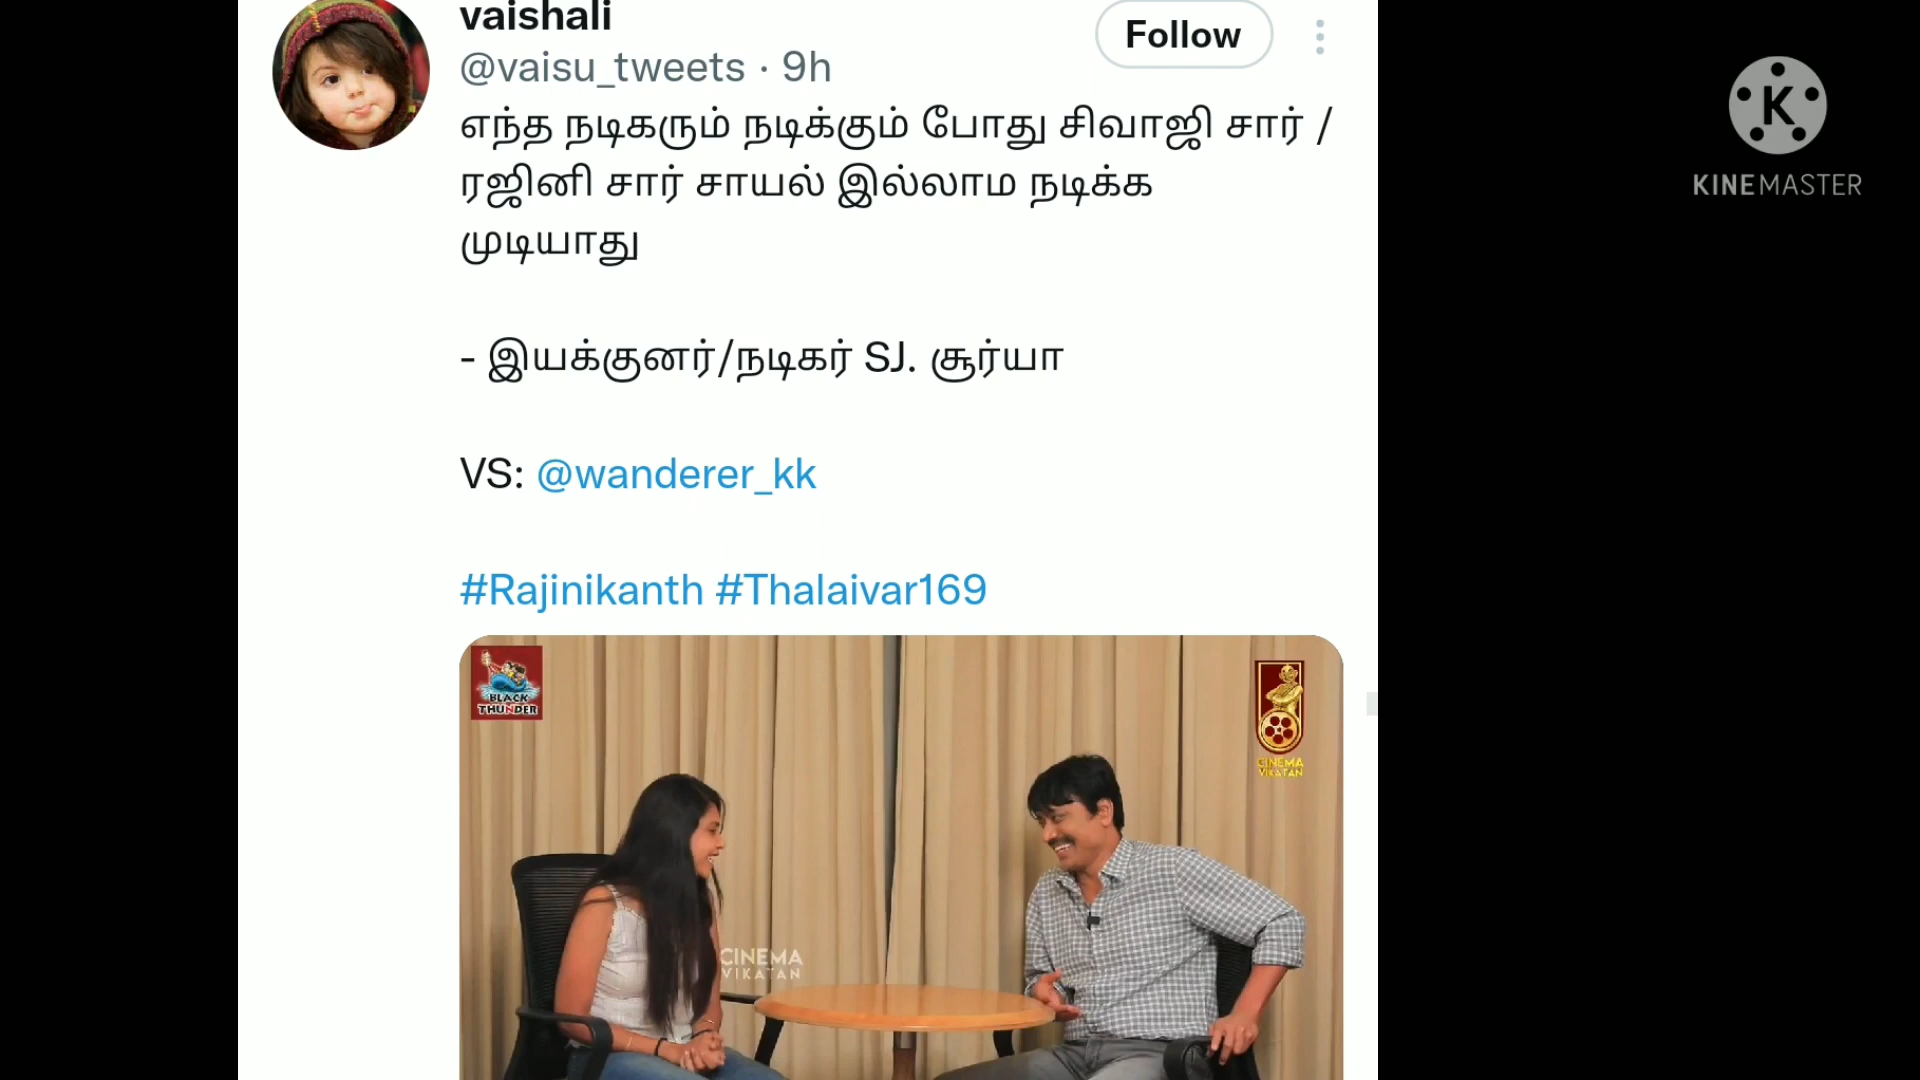 vaishali
Follow
@vaisu_tweets · 9h
எந்த நடிகரும் நடிக்கும் போது சிவாஜி சார் /
ரஜினி சார் சாயல் இல்லாம நடிக்க
முடியாது
- இயக்குனர்/நடிகர் SJ. சூர்யா
VS: @wanderer_kk
#Rajinikanth #Thalaivar169
BLACK
THUNDER
CINEMA
VIKATAN
CINEMA
VIKATAN
K
KINEMASTER